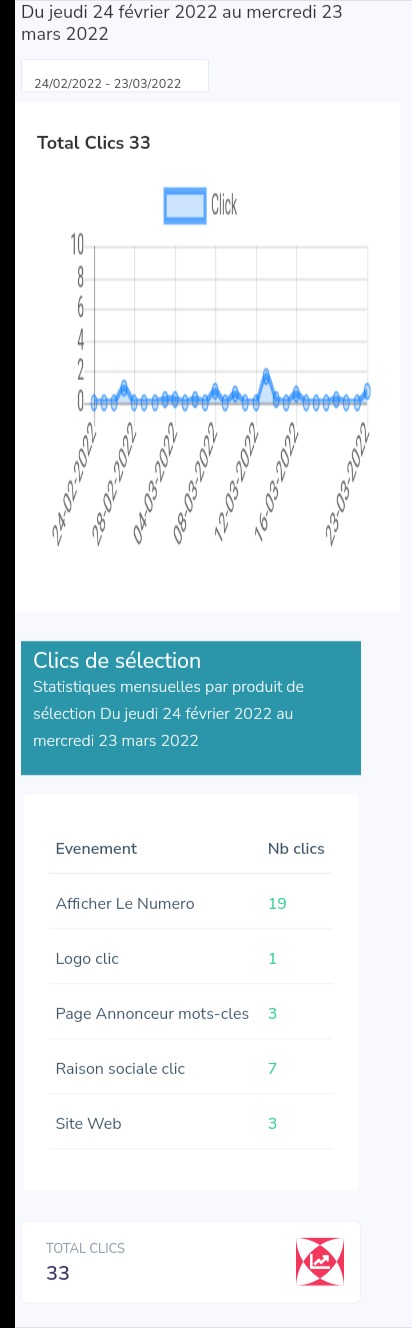 Du jeudi 24 février 2022 au mercredi 23
mars 2022
24/02/2022 - 23/03/2022
Total Clics 33
Click
10
8
6
4
2
0
24-02-2022
28-02-2022
04-03-2022
08-03-2022
12-03-2022
16-03-2022
23-03-2022
Clics de sélection
Statistiques mensuelles par produit de
sélection Du jeudi 24 février 2022 au
mercredi 23 mars 2022
Evenement Nb clics
Afficher Le Numero 19
Logo clic 1
Page Annonceur mots-cles 3
Raison sociale clic 7
Site Web 3
TOTAL CLICS
33